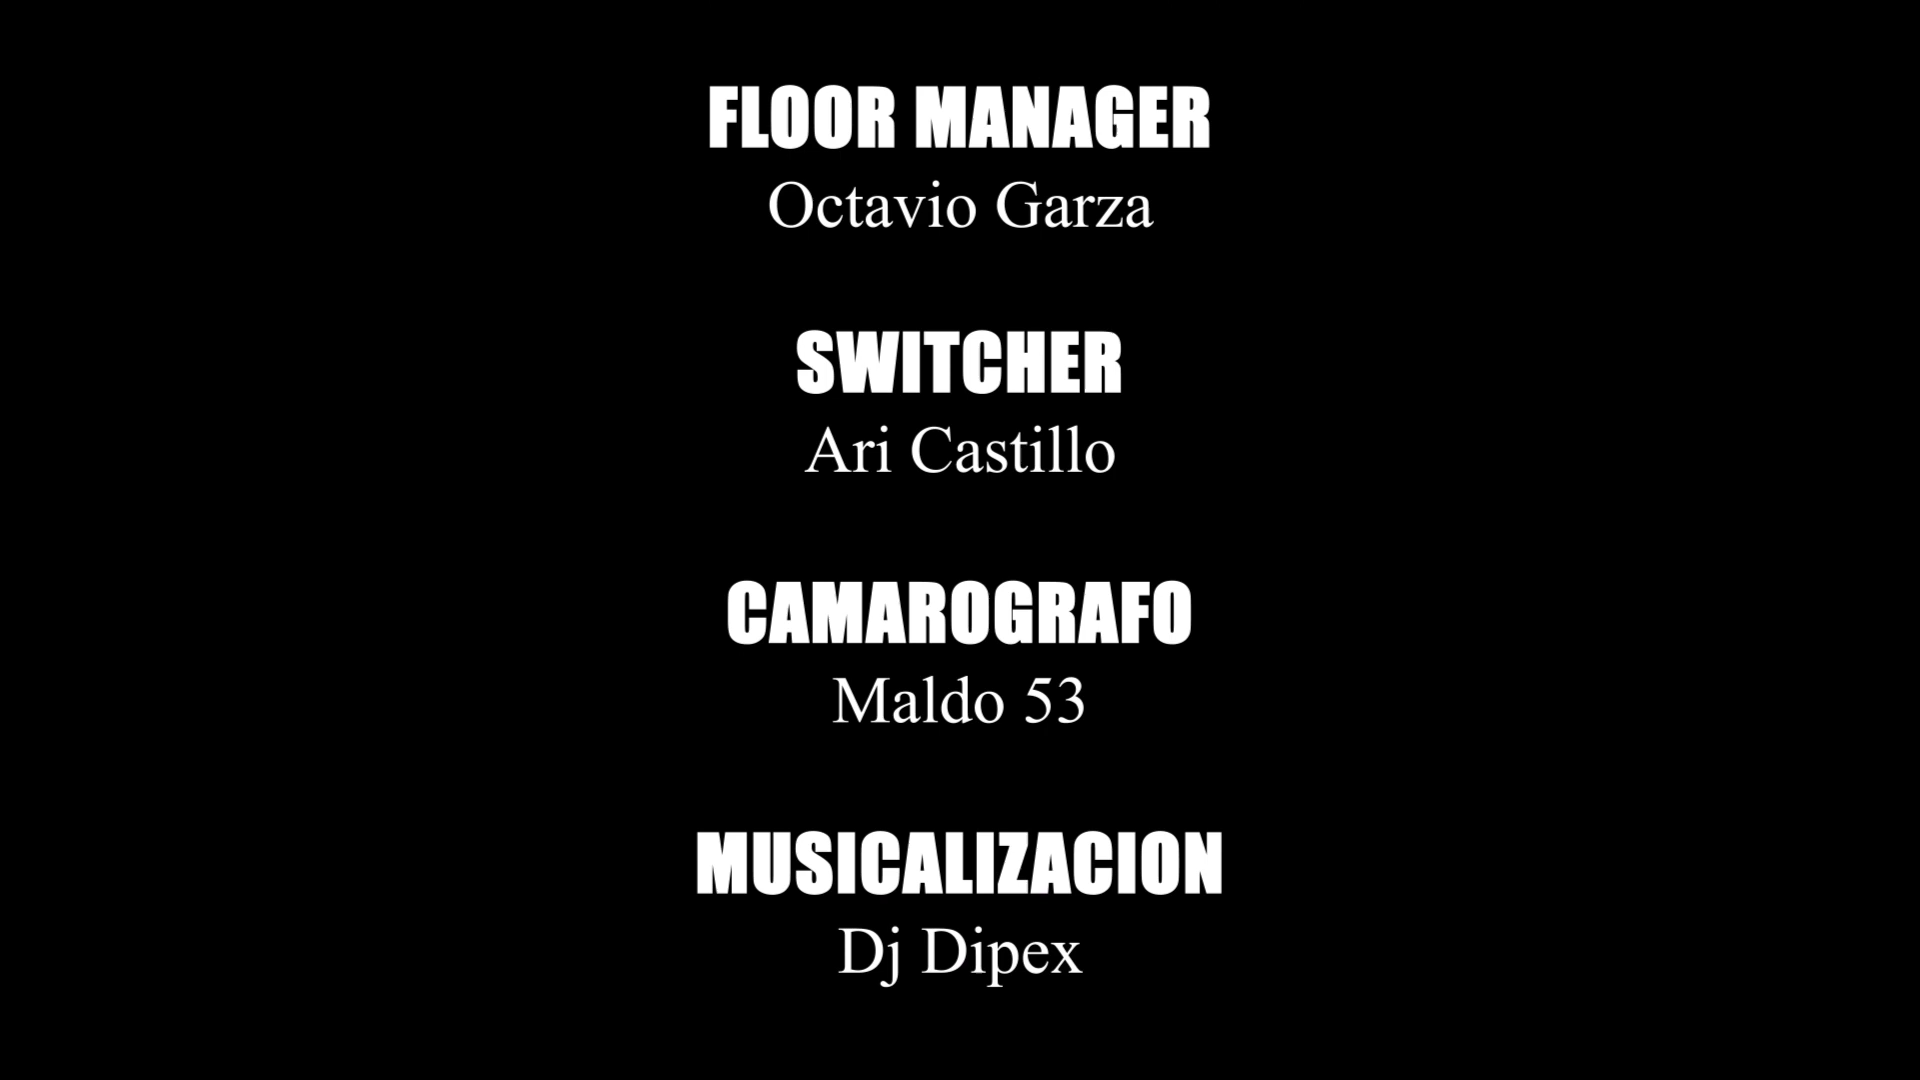 FLOOR MANAGER
Octavio Garza
SWITCHER
Ari Castillo
CAMAROGRAFO
Maldo 53
MUSICALIZACION
Dj Dipex